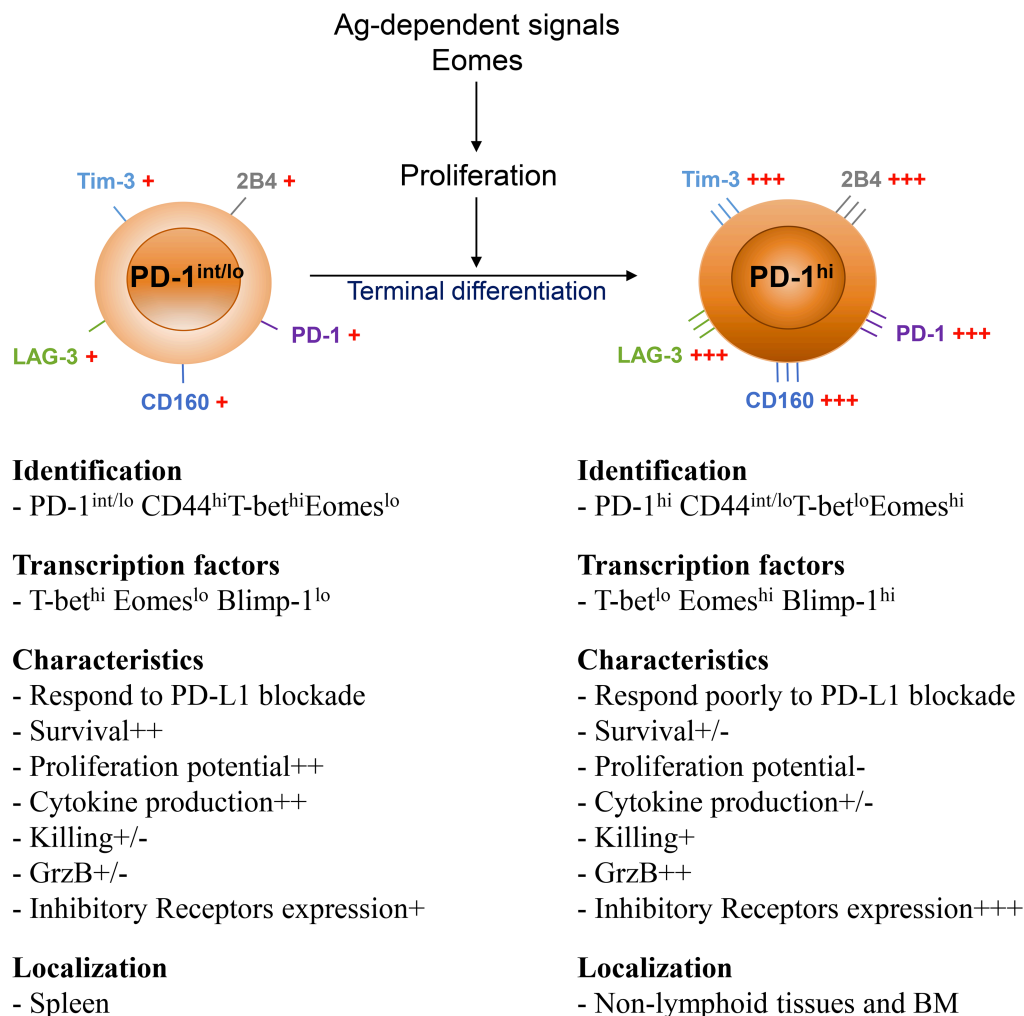 Ag-dependent signals
Eomes
Proliferation
Terminal differentiation
Tim-3 +
2B4 +
PD-1int/lo
PD-1 +
LAG-3 +
CD160 +
Tim-3 +++
2B4 +++
PD-1hi
PD-1 +++
LAG-3 +++
CD160 +++
Identification
- PD-1int/lo CD44hiT-bethiEomeslo
Transcription factors
- T-bethi Eomeslo Blimp-1lo
Characteristics
- Respond to PD-L1 blockade
- Survival++
- Proliferation potential++
- Cytokine production++
- Killing+/-
- GrzB+/-
- Inhibitory Receptors expression+
Localization
- Spleen
Identification
- PD-1hi CD44int/loT-betloEomeshi
Transcription factors
- T-betlo Eomeshi Blimp-1hi
Characteristics
- Respond poorly to PD-L1 blockade
- Survival+/-
- Proliferation potential-
- Cytokine production+/-
- Killing+
- GrzB++
- Inhibitory Receptors expression+++
Localization
- Non-lymphoid tissues and BM